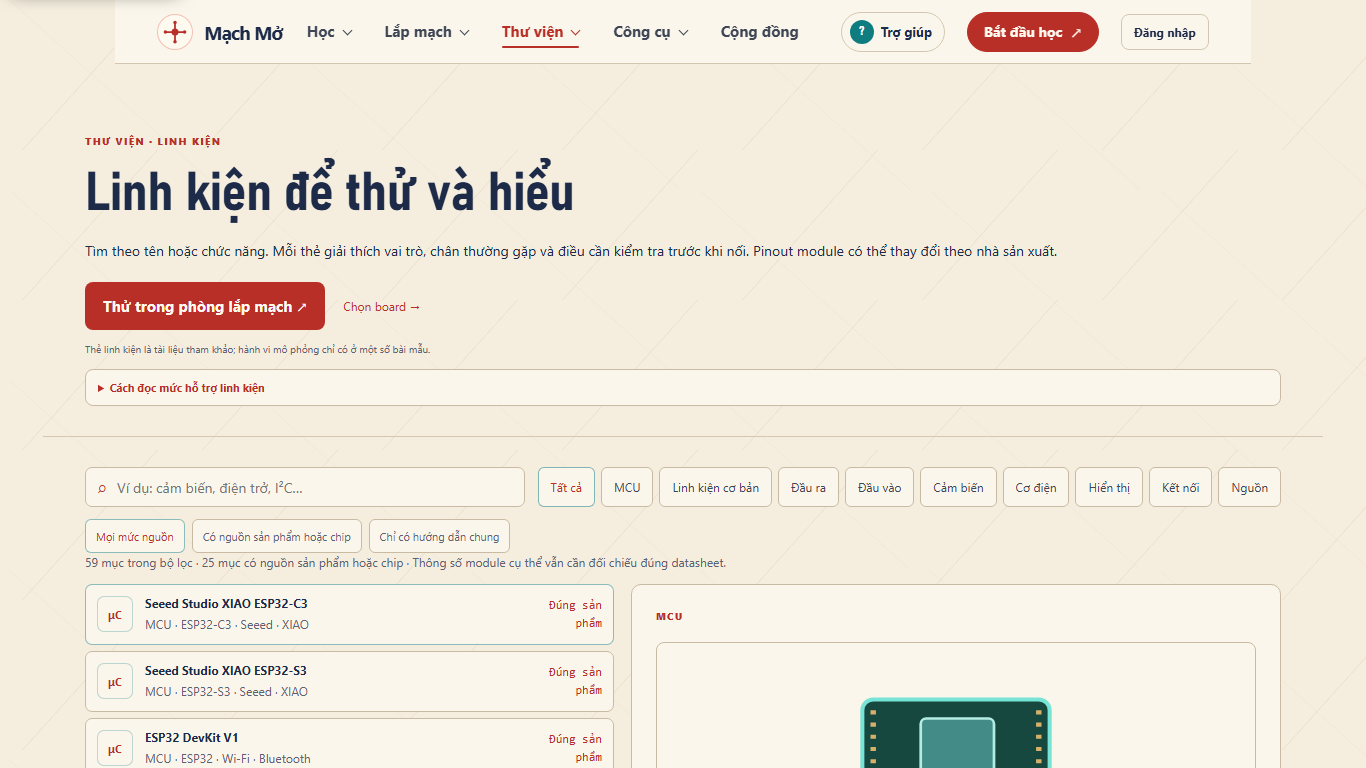 Mạch Mở
Học
Lắp mạch
Thư viện
Công cụ
Cộng đồng
? Trợ giúp
Bắt đầu học ↗
Đăng nhập
THƯ VIỆN · LINH KIỆN
Linh kiện để thử và hiểu
Tìm theo tên hoặc chức năng. Mỗi thẻ giải thích vai trò, chân thường gặp và điều cần kiểm tra trước khi nối. Pinout module có thể thay đổi theo nhà sản xuất.
Thử trong phòng lắp mạch ↗
Chọn board →
Thẻ linh kiện là tài liệu tham khảo; hành vi mô phỏng chỉ có ở một số bài mẫu.
▶ Cách đọc mức hỗ trợ linh kiện
Ví dụ: cảm biến, điện trở, I²C...
Tất cả
MCU
Linh kiện cơ bản
Đầu ra
Đầu vào
Cảm biến
Cơ điện
Hiển thị
Kết nối
Nguồn
Mọi mức nguồn
Có nguồn sản phẩm hoặc chip
Chỉ có hướng dẫn chung
59 mục trong bộ lọc · 25 mục có nguồn sản phẩm hoặc chip · Thông số module cụ thể vẫn cần đối chiếu đúng datasheet.
µC
Seeed Studio XIAO ESP32-C3
MCU · ESP32-C3 · Seeed · XIAO
Đúng sản
phẩm
µC
Seeed Studio XIAO ESP32-S3
MCU · ESP32-S3 · Seeed · XIAO
Đúng sản
phẩm
µC
ESP32 DevKit V1
MCU · ESP32 · Wi-Fi · Bluetooth
Đúng sản
phẩm
MCU